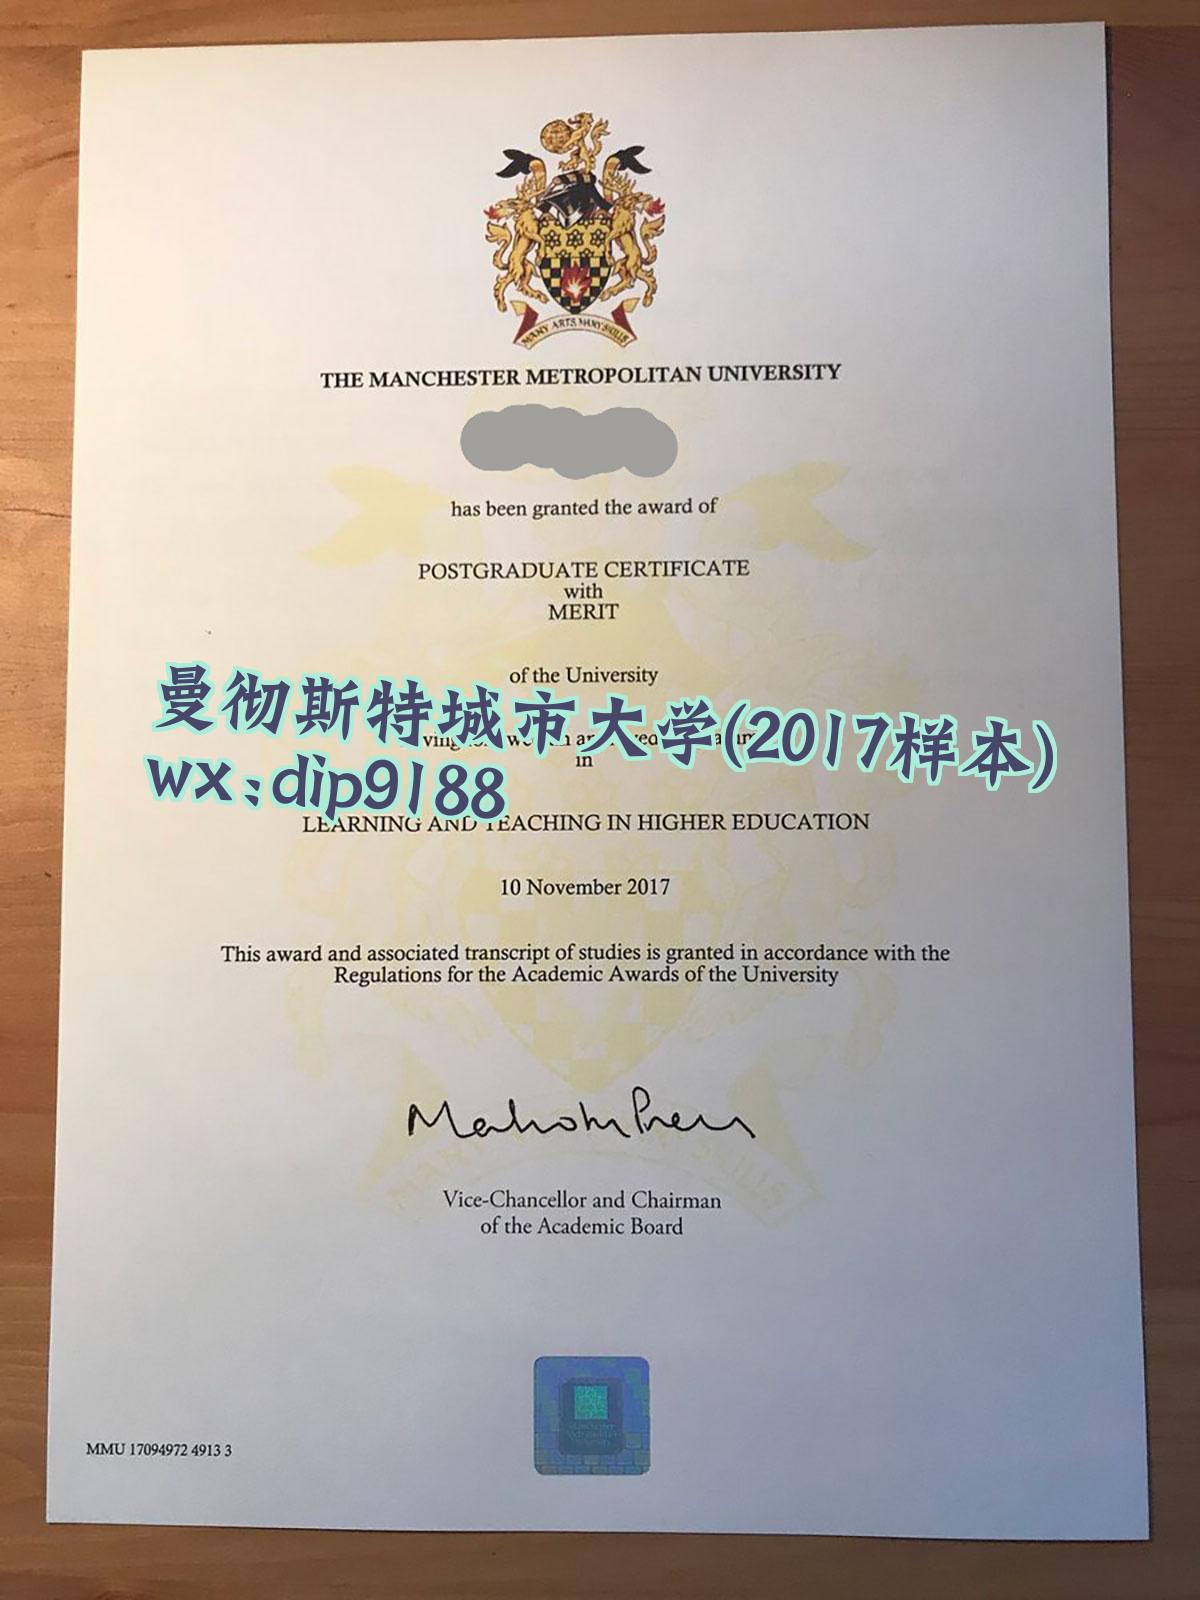 MANY ARTS MANY SKILLS
THE MANCHESTER METROPOLITAN UNIVERSITY
has been granted the award of
POSTGRADUATE CERTIFICATE
with
MERIT
of the University
曼彻斯特城市大学(2017样本)
in
wx:dip9188
LEARNING AND TEACHING IN HIGHER EDUCATION
10 November 2017
This award and associated transcript of studies is granted in accordance with the
Regulations for the Academic Awards of the University
Vice-Chancellor and Chairman
of the Academic Board
Manchester
Metropolitan
University
MMU 17094972 4913 3